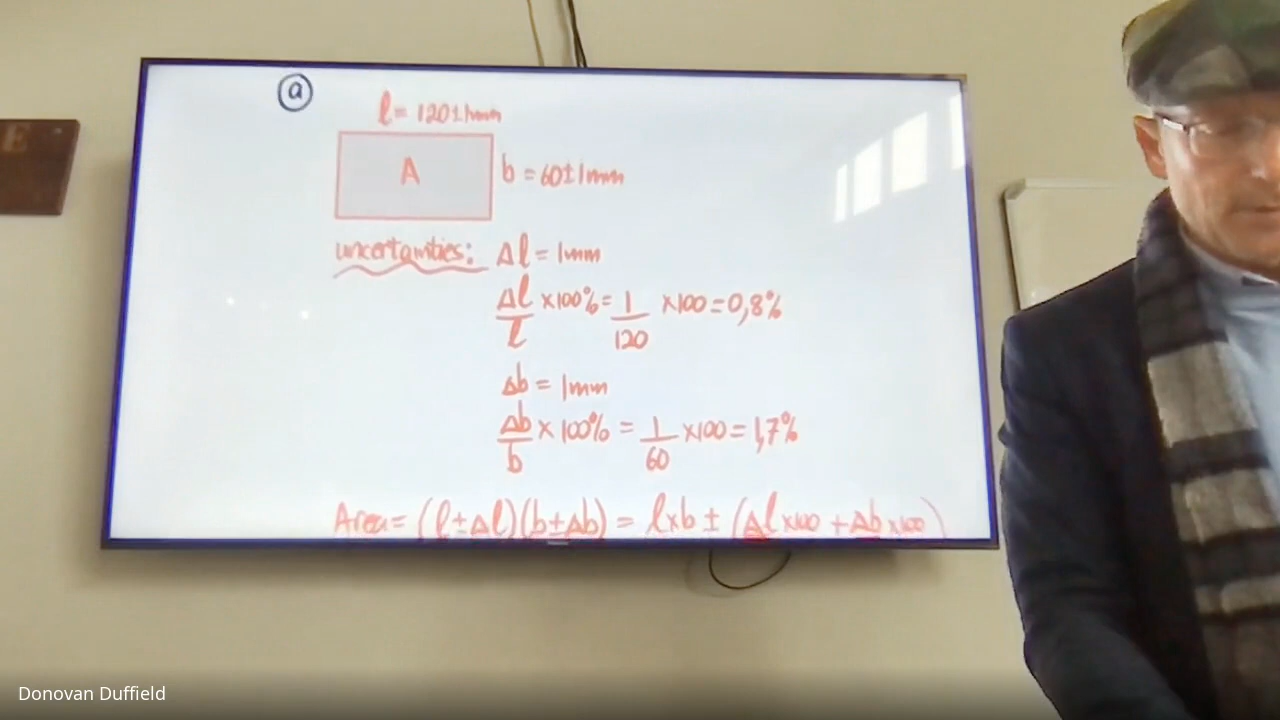 E
a
l = 120±1mm
A
b = 60±1mm
uncertainties: Δl = 1mm
Δl/l ×100% = 1/120 ×100 = 0,8%
Δb = 1mm
Δb/b × 100% = 1/60 ×100 = 1,7%
Area = (l±Δl)(b±Δb) = l×b ± (Δl×100 + Δb×100)
Donovan Duffield